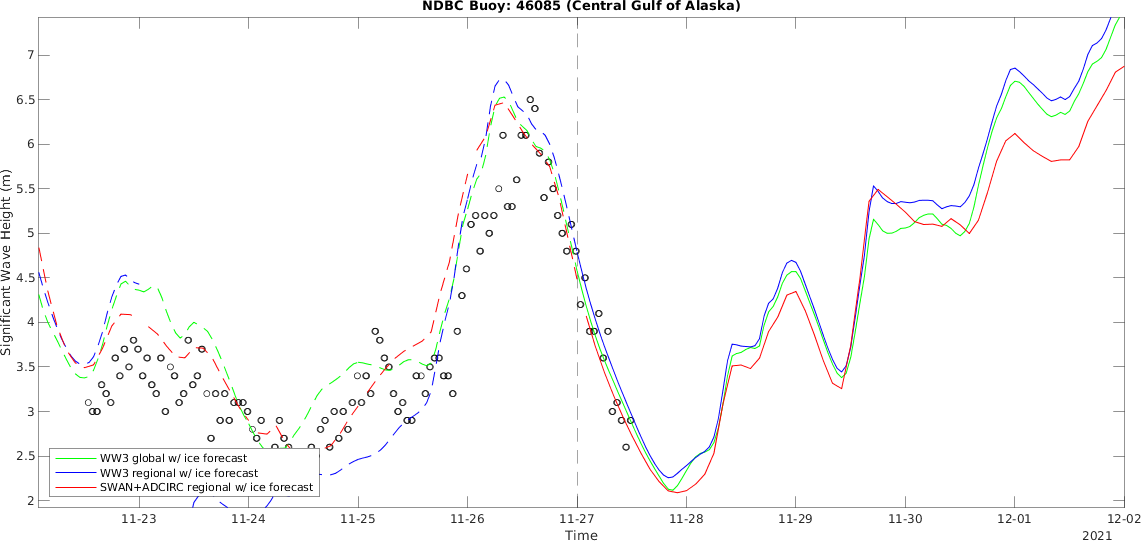 NDBC Buoy: 46085 (Central Gulf of Alaska)
Significant Wave Height (m)
7
6.5
6
5.5
5
4.5
4
3.5
3
2.5
2
WW3 global w/ ice forecast
WW3 regional w/ ice forecast
SWAN+ADCIRC regional w/ ice forecast
11-23 11-24 11-25 11-26 11-27 11-28 11-29 11-30 12-01 12-02
Time
2021